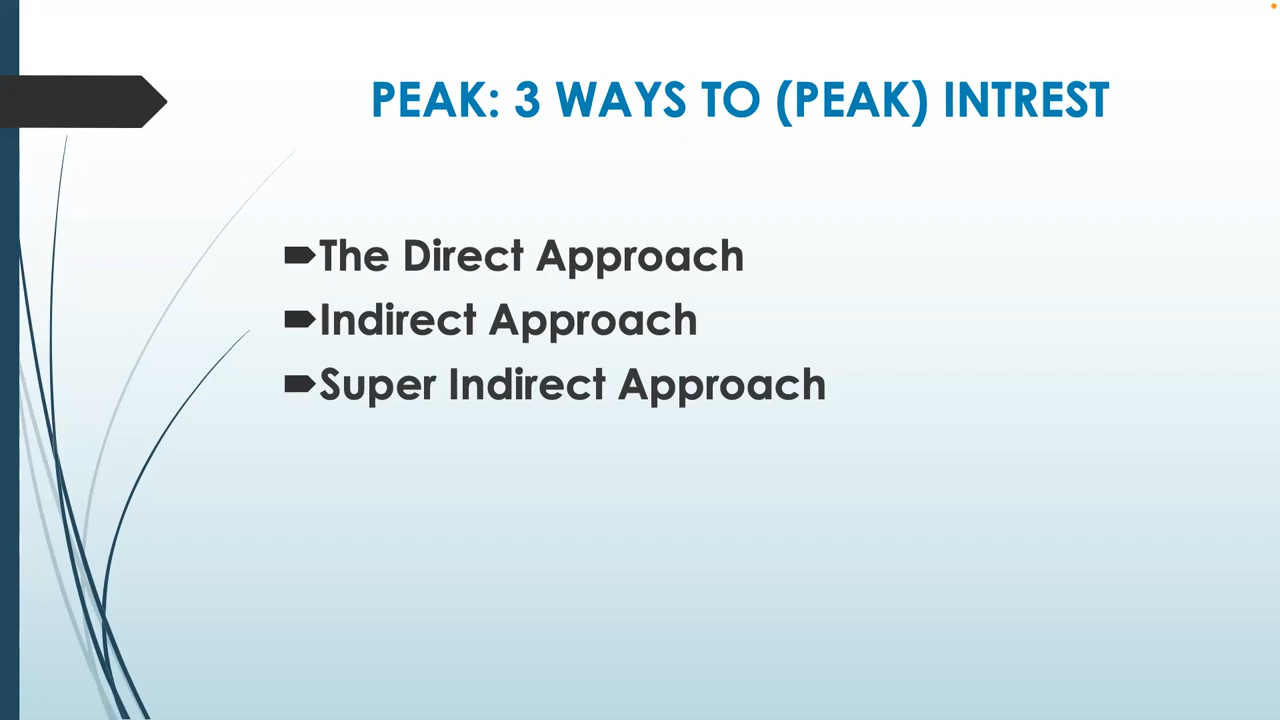 PEAK: 3 WAYS TO (PEAK) INTREST
The Direct Approach
Indirect Approach
Super Indirect Approach